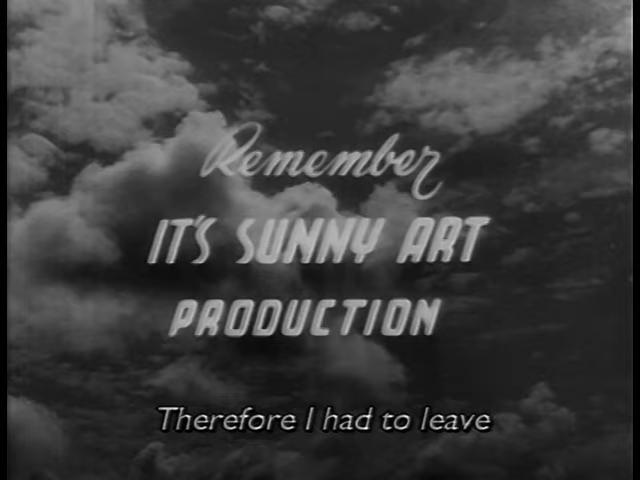 Remember
IT'S SUNNY ART
PRODUCTION
Therefore I had to leave